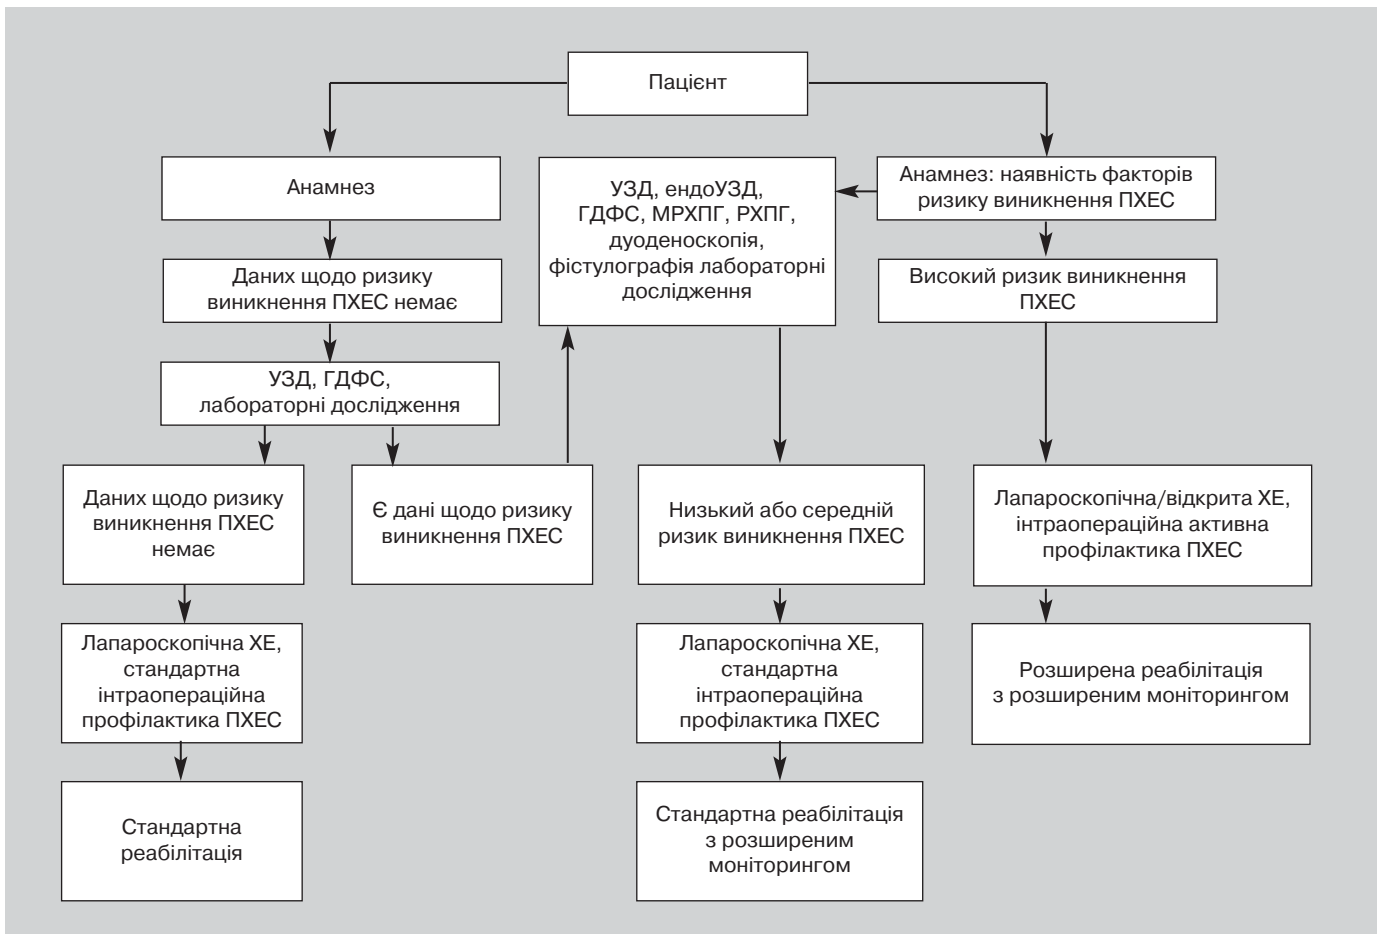 Пацієнт
Анамнез
УЗД, ендоУЗД,
ГДФС, МРХПГ, РХПГ,
дуоденоскопія,
фістулографія лабораторні
дослідження
Анамнез: наявність факторів
ризику виникнення ПХЕС
Даних щодо ризику
виникнення ПХЕС немає
Високий ризик виникнення
ПХЕС
УЗД, ГДФС,
лабораторні дослідження
Даних щодо ризику
виникнення ПХЕС
немає
Є дані щодо ризику
виникнення ПХЕС
Низький або середній
ризик виникнення ПХЕС
Лапароскопічна/відкрита ХЕ,
інтраопераційна активна
профілактика ПХЕС
Лапароскопічна ХЕ,
стандартна
інтраопераційна
профілактика ПХЕС
Лапароскопічна ХЕ,
стандартна
інтраопераційна
профілактика ПХЕС
Розширена реабілітація
з розширеним моніторингом
Стандартна
реабілітація
Стандартна реабілітація
з розширеним
моніторингом